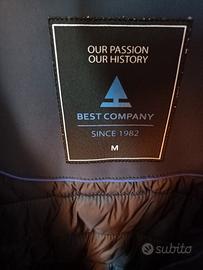 OUR PASSION
OUR HISTORY
BEST COMPANY
SINCE 1982
M
subito